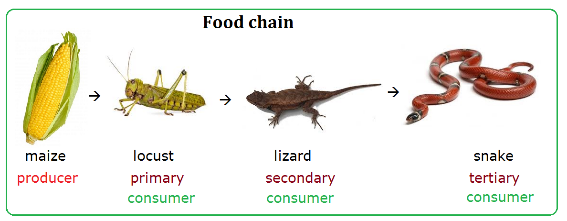 Food chain
maize locust lizard snake
producer primary secondary tertiary
consumer consumer consumer